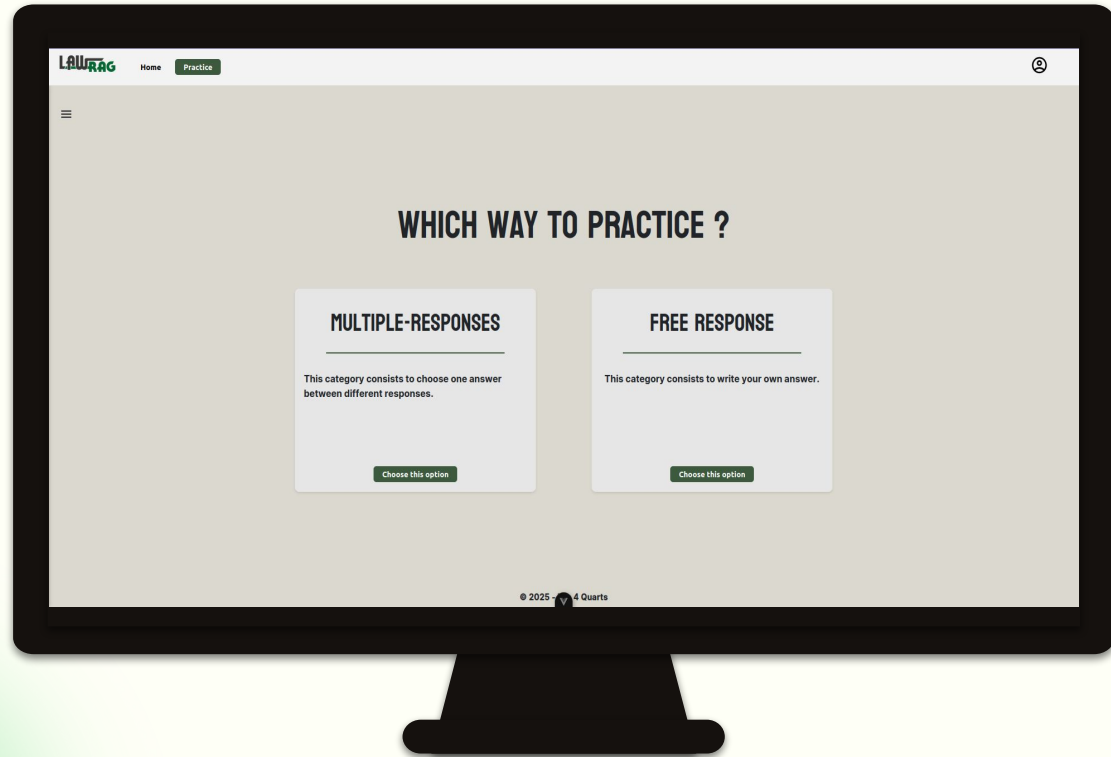 LAWRAG
Home
Practice
WHICH WAY TO PRACTICE ?
MULTIPLE-RESPONSES
This category consists to choose one answer
between different responses.
Choose this option
FREE RESPONSE
This category consists to write your own answer.
Choose this option
© 2025 - 4 Quarts